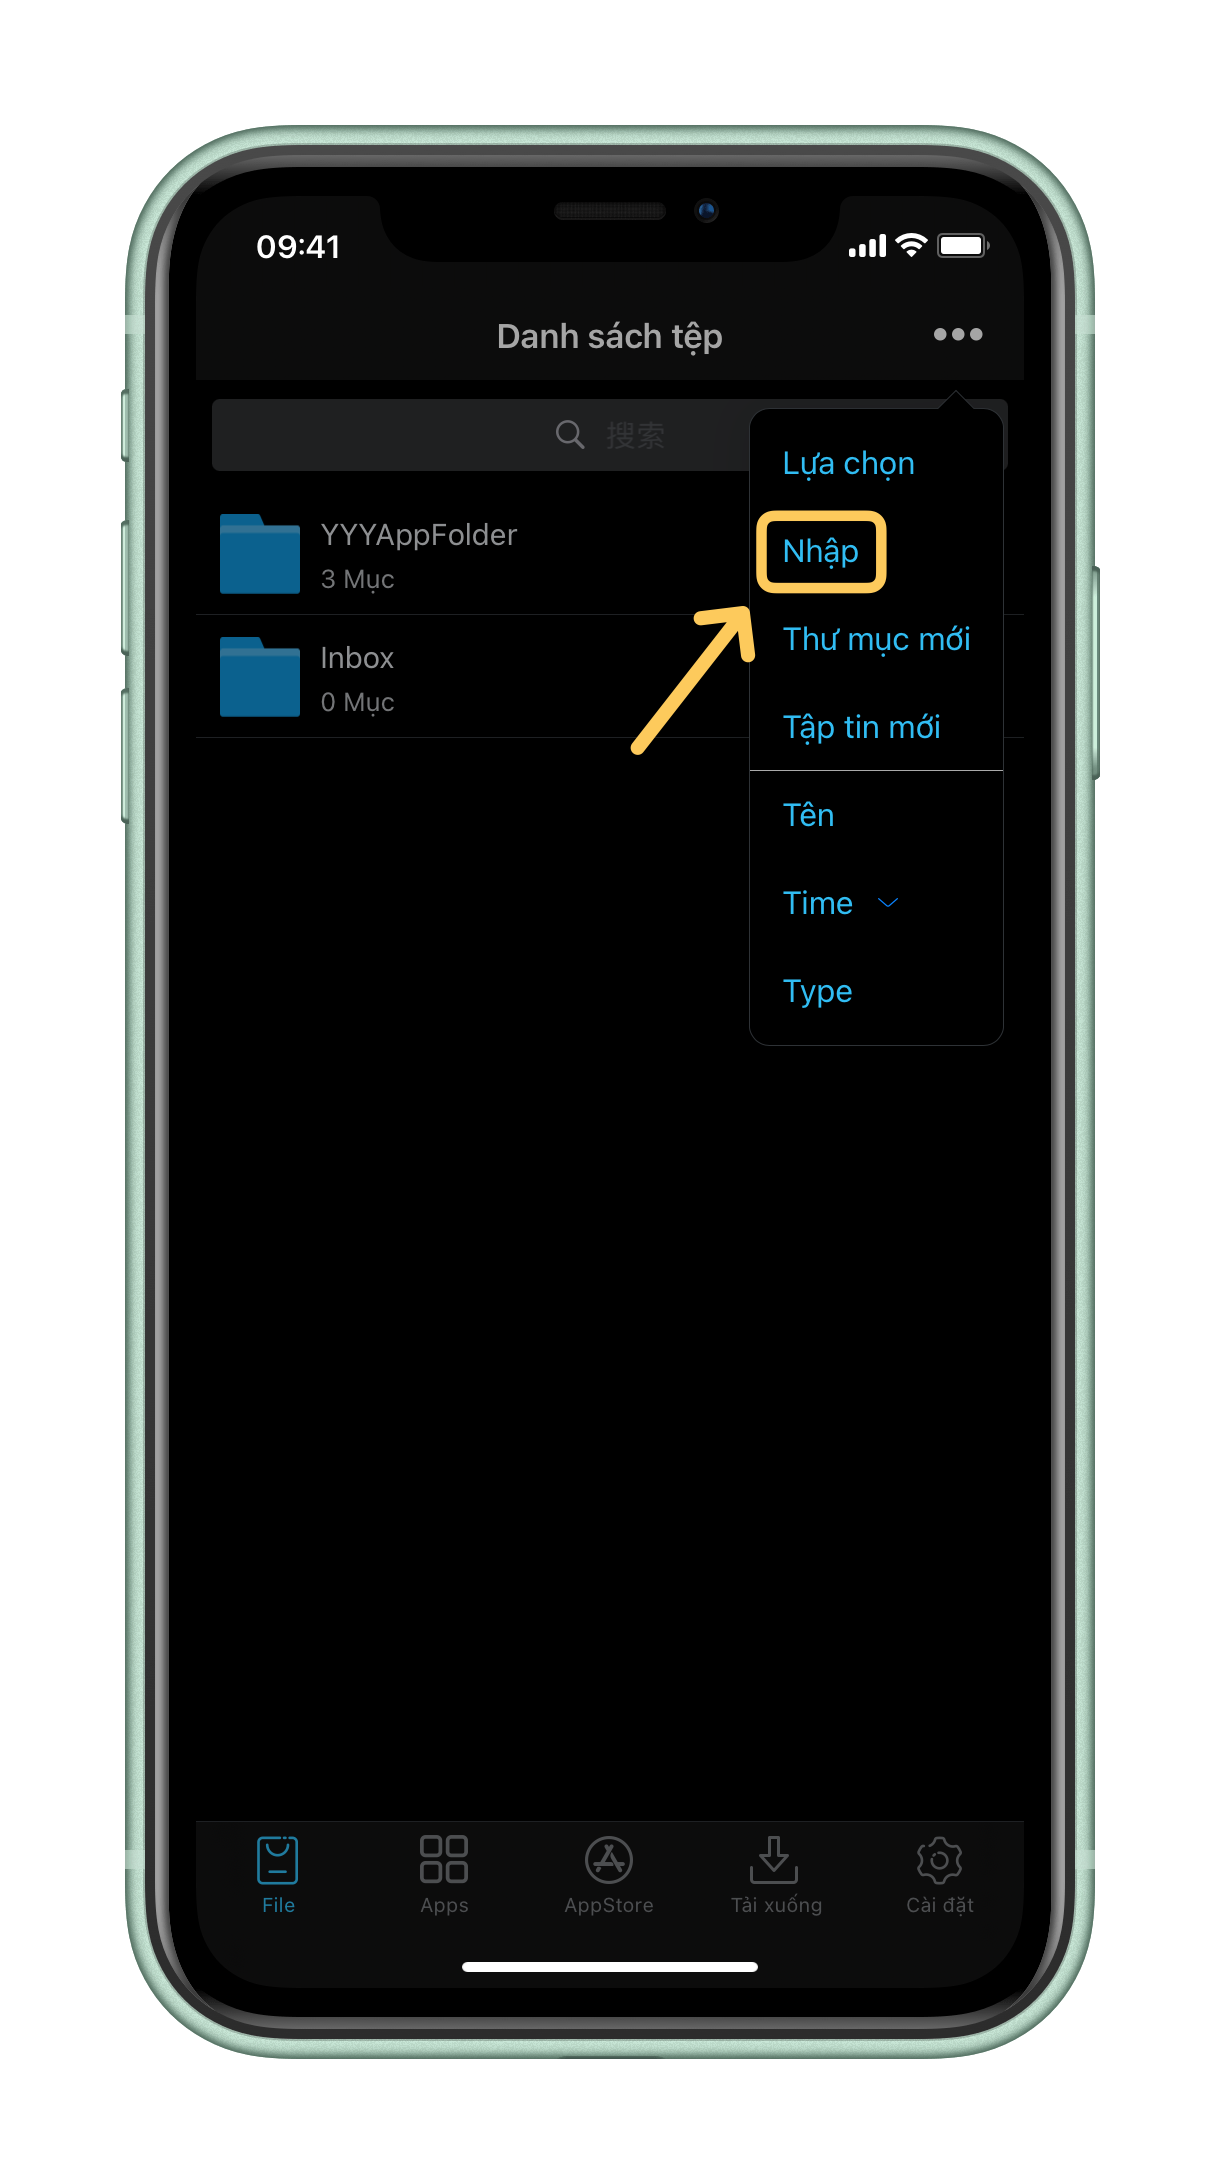 09:41
Danh sách tệp
搜索
Lựa chọn
YYYAppFolder
3 Mục
Nhập
Inbox
0 Mục
Thư mục mới
Tập tin mới
Tên
Time
Type
File
Apps
AppStore
Tải xuống
Cài đặt